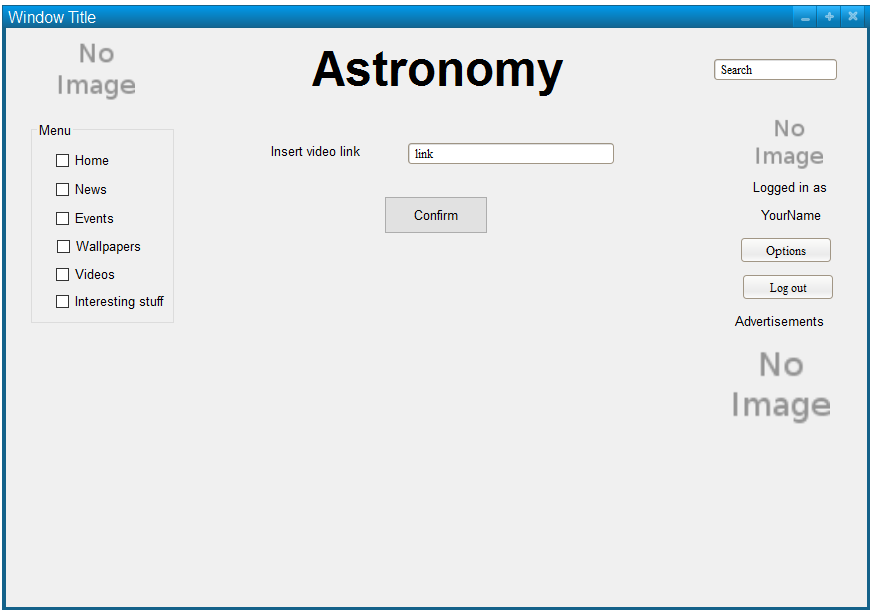 Window Title
No
Image
Astronomy
Search
Menu
Home
News
Events
Wallpapers
Videos
Interesting stuff
Insert video link
link
Confirm
No
Image
Logged in as
YourName
Options
Log out
Advertisements
No
Image